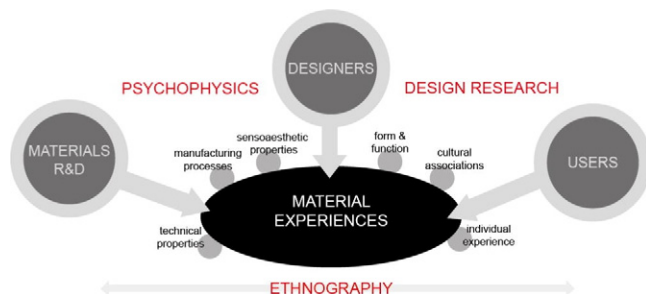 DESIGNERS
PSYCHOPHYSICS
DESIGN RESEARCH
MATERIALS
R&D
manufacturing
processes
sensoaesthetic
properties
form &
function
cultural
associations
USERS
MATERIAL
EXPERIENCES
technical
properties
individual
experience
ETHNOGRAPHY